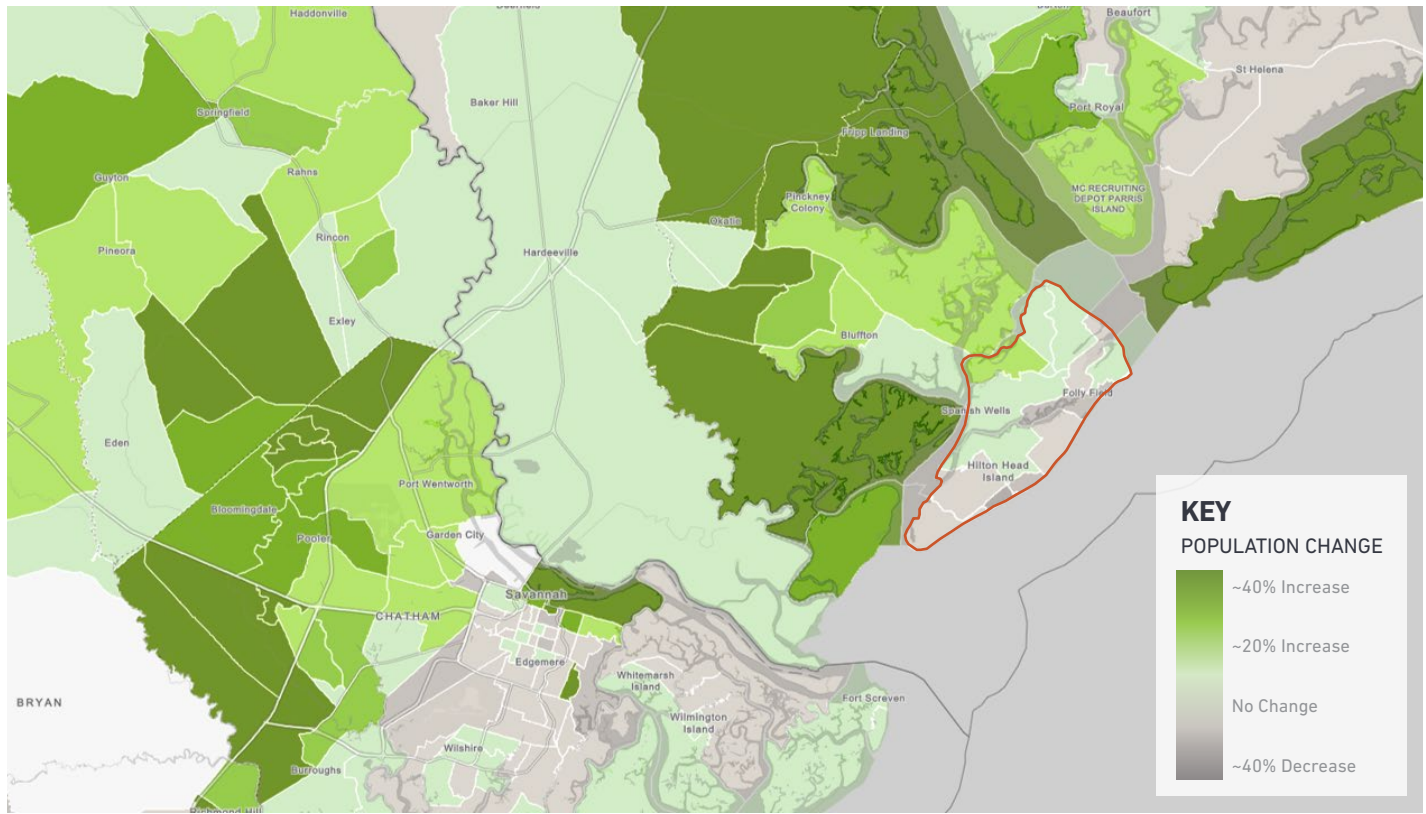 Haddonville
Beaufort
St Helena
Baker Hill
Port Royal
Springfield
Fripp Landing
Rahns
Guyton
MC RECRUITING
DEPOT PARRIS
ISLAND
Pinckney
Colony
Okatie
Rincon
Pineora
Hardeeville
Exley
Bluffton
Folly Field
Spanish Wells
Eden
Hilton Head
Island
Port Wentworth
Bloomingdale
Pooler
Garden City
Savannah
CHATHAM
Edgemere
Whitemarsh
Island
Fort Screven
BRYAN
Wilmington
Island
Wilshire
Burroughs
Richmond Hill
KEY
POPULATION CHANGE
~40% Increase
~20% Increase
No Change
~40% Decrease